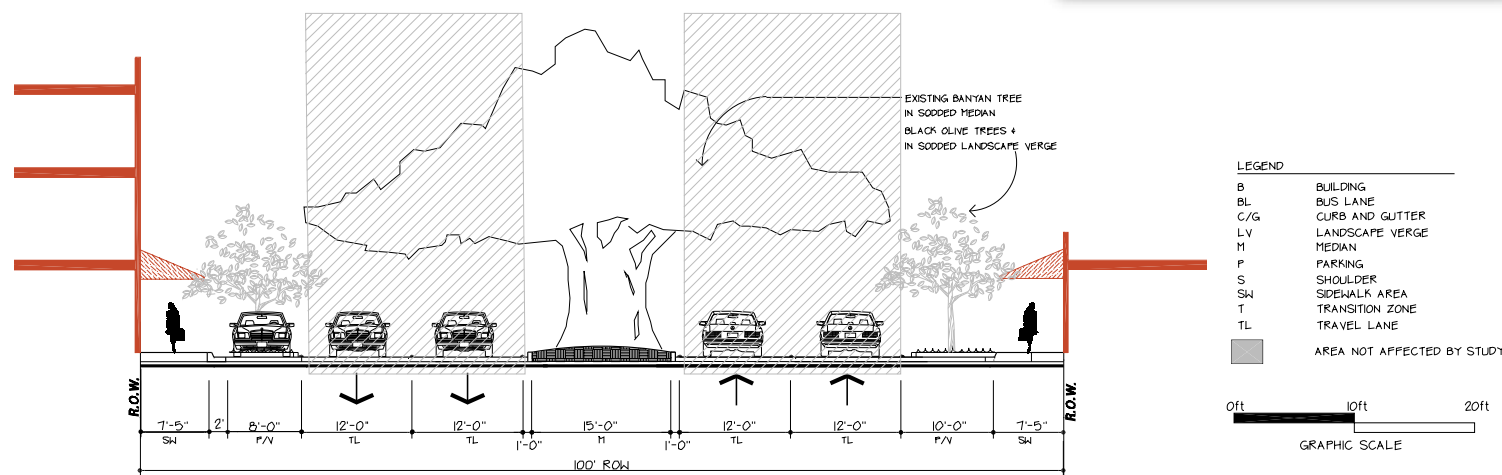 EXISTING BANYAN TREE
IN SODDED MEDIAN
BLACK OLIVE TREES &
IN SODDED LANDSCAPE VERGE
LEGEND
B BUILDING
BL BUS LANE
C/G CURB AND GUTTER
LV LANDSCAPE VERGE
M MEDIAN
P PARKING
S SHOULDER
SW SIDEWALK AREA
T TRANSITION ZONE
TL TRAVEL LANE
AREA NOT AFFECTED BY STUDY
0ft 10ft 20ft
GRAPHIC SCALE
R.O.W. R.O.W.
7'-5" 2' 8'-0" 12'-0" 12'-0" 1'-0" 15'-0" 1'-0" 12'-0" 12'-0" 10'-0" 7'-5"
SW P/V TL TL M TL TL P/V SW
100' ROW